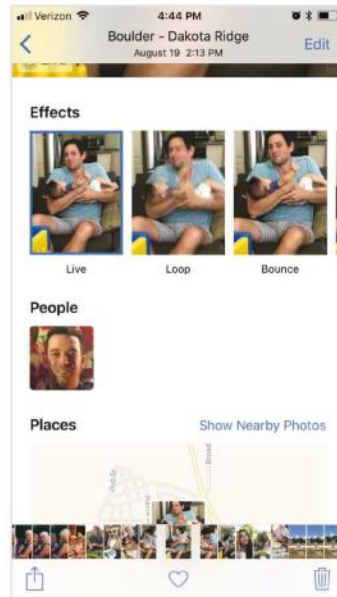 Verizon 4:44 PM
Boulder - Dakota Ridge Edit
August 19 2:13 PM
Effects
Live Loop Bounce
People
Places Show Nearby Photos